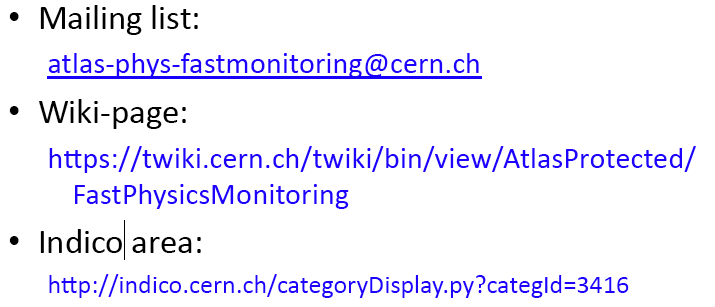 • Mailing list:
atlas-phys-fastmonitoring@cern.ch
• Wiki-page:
https://twiki.cern.ch/twiki/bin/view/AtlasProtected/
FastPhysicsMonitoring
• Indico area:
http://indico.cern.ch/categoryDisplay.py?categId=3416